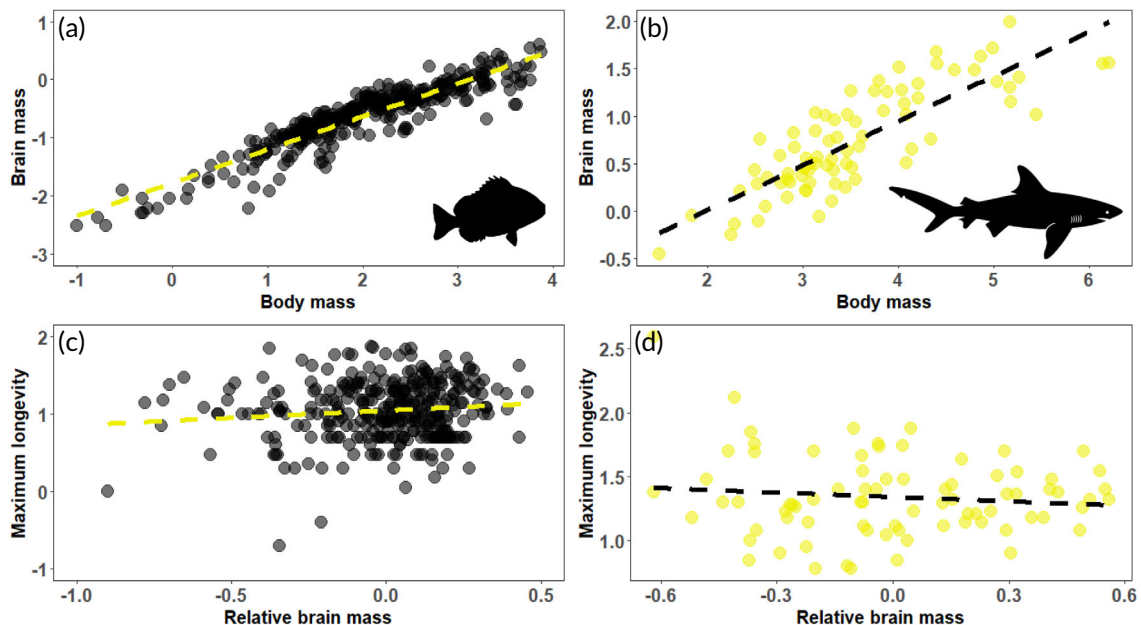 (a)
Brain mass
1
0
-1
-2
-3
-1 0 1 2 3 4
Body mass
(b)
Brain mass
2.0
1.5
1.0
0.5
0.0
-0.5
2 3 4 5 6
Body mass
(c)
Maximum longevity
2
1
0
-1
-1.0 -0.5 0.0 0.5
Relative brain mass
(d)
Maximum longevity
2.5
2.0
1.5
1.0
-0.6 -0.3 0.0 0.3 0.6
Relative brain mass